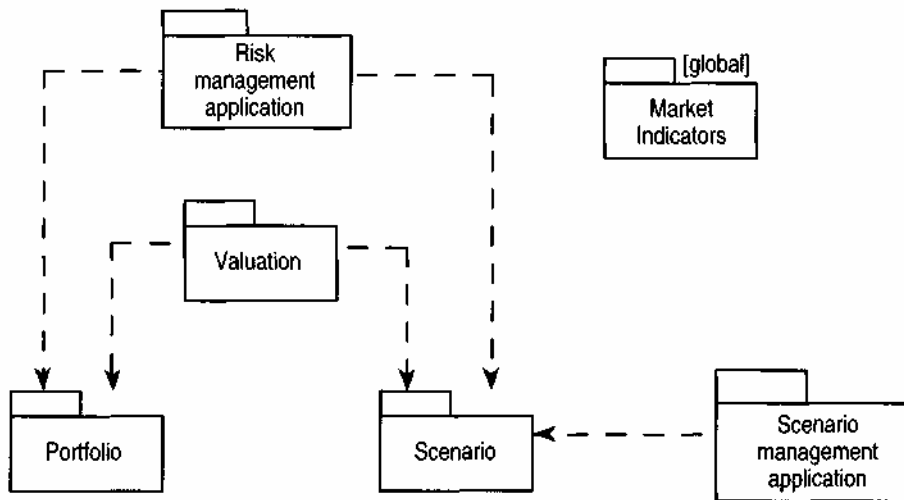 Risk
management
application
[global]
Market
Indicators
Valuation
Portfolio
Scenario
Scenario
management
application